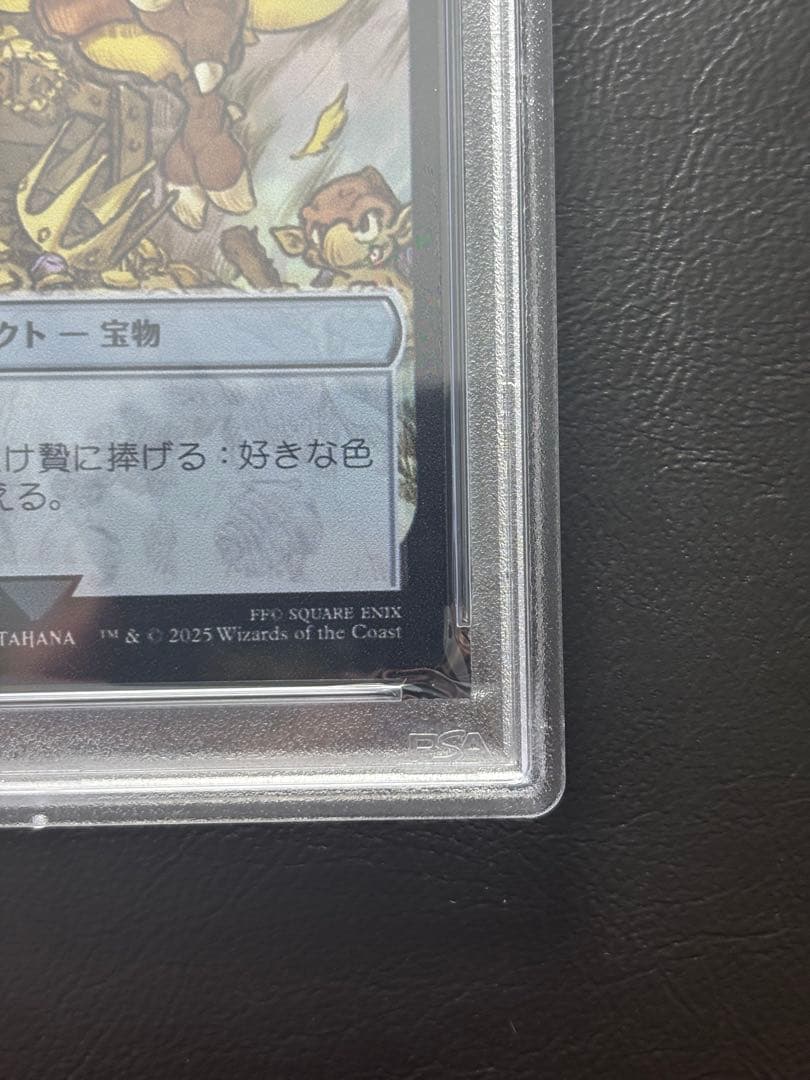 クト ― 宝物
け贄に捧げる：好きな色
える。
FF© SQUARE ENIX
TAHANA ™ & © 2025 Wizards of the Coast
PSA